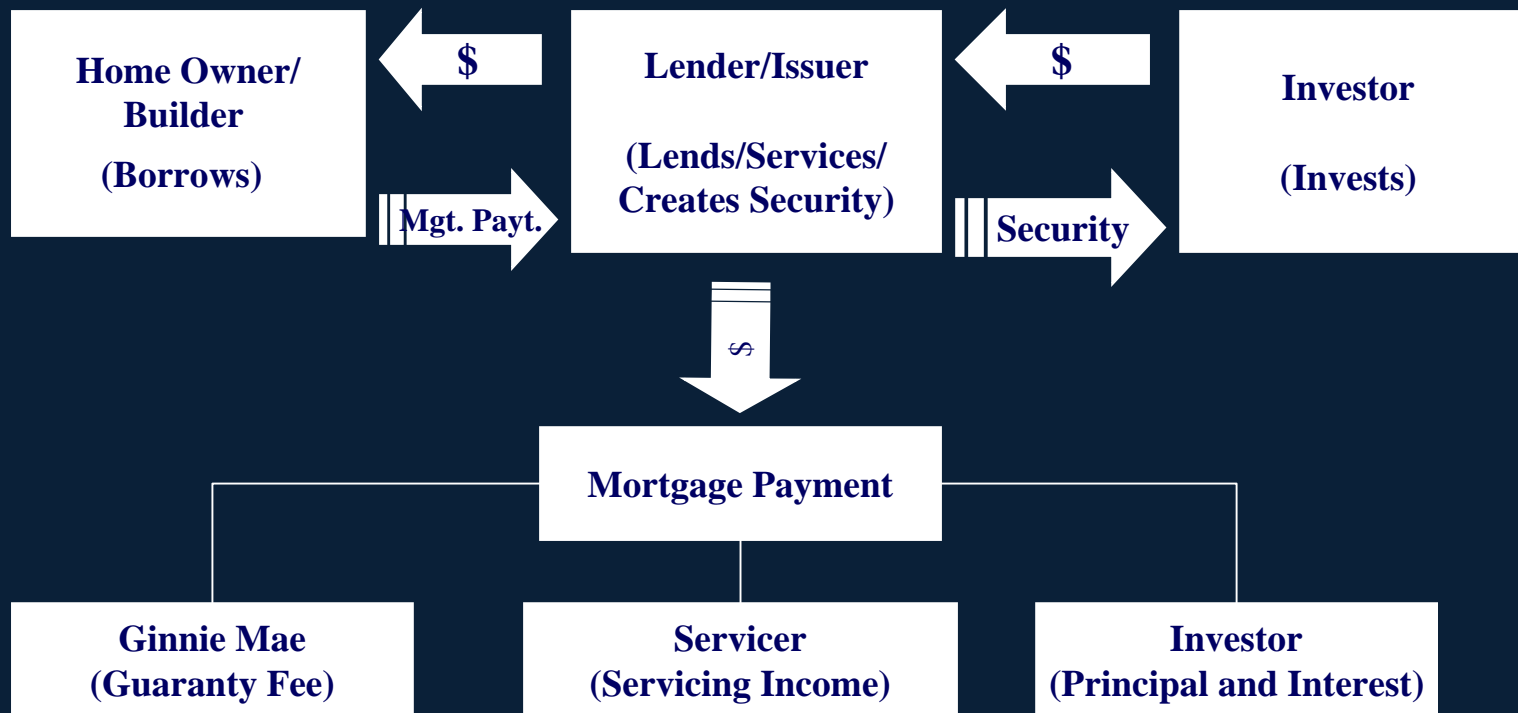 Home Owner/
Builder
(Borrows)
$
Mgt. Payt.
Lender/Issuer
(Lends/Services/
Creates Security)
$
Security
Investor
(Invests)
$
Mortgage Payment
Ginnie Mae
(Guaranty Fee)
Servicer
(Servicing Income)
Investor
(Principal and Interest)